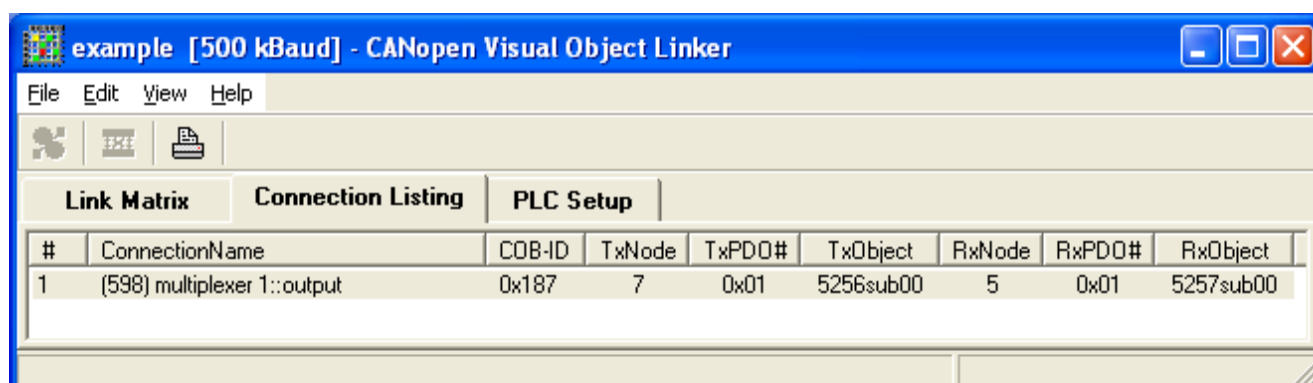 example [500 kBaud] - CANopen Visual Object Linker
File Edit View Help
Link Matrix Connection Listing PLC Setup
# ConnectionName COB-ID TxNode TxPDO# TxObject RxNode RxPDO# RxObject
1 (598) multiplexer 1::output 0x187 7 0x01 5256sub00 5 0x01 5257sub00